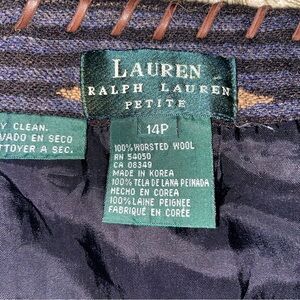 LAUREN
RALPH LAUREN
PETITE
Y CLEAN.
VADO EN SECO
TTOYER A SEC.
14P
100% WORSTED WOOL
RN 54050
CA 08349
MADE IN KOREA
100% TELA DE LANA PEINADA
HECHO EN COREA
100% LAINE PEIGNEE
FABRIQUÉ EN CORÉE